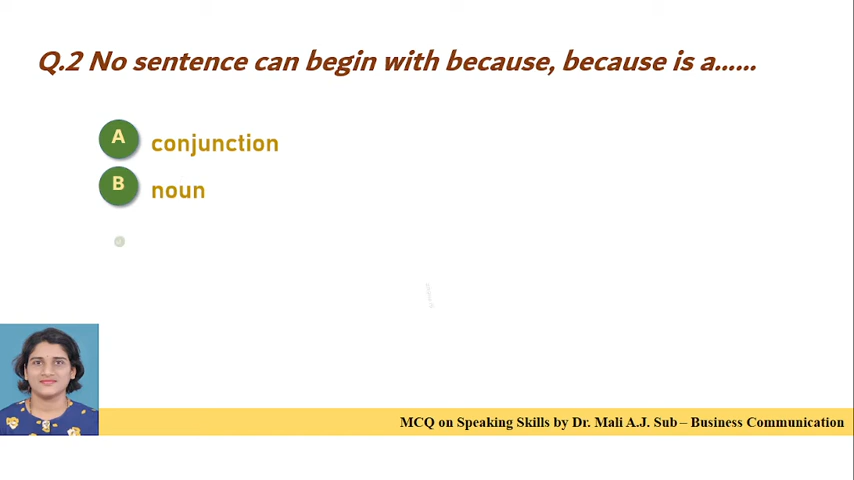 Q.2 No sentence can begin with because, because is a......
A conjunction
B noun
MCQ on Speaking Skills by Dr. Mali A.J. Sub – Business Communication